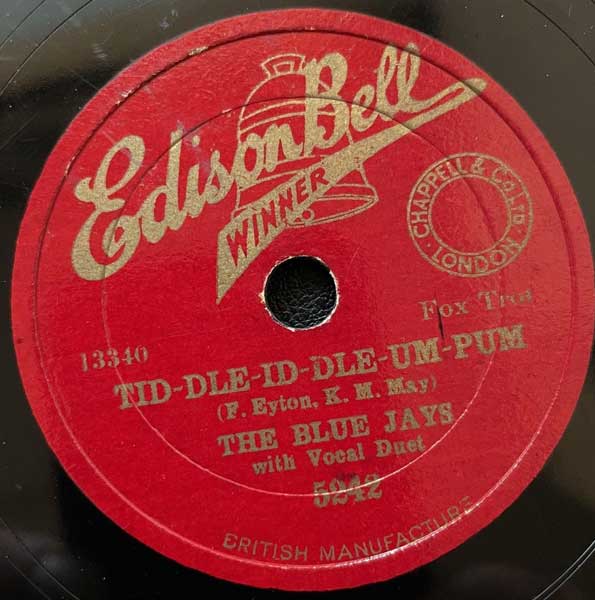 Edison Bell
WINNER
CHAPPELL & CO. LTD.
· LONDON ·
Fox Trot
13340
TID-DLE-ID-DLE-UM-PUM
(F. Eyton, K. M. May)
THE BLUE JAYS
with Vocal Duet
5242
BRITISH MANUFACTURE